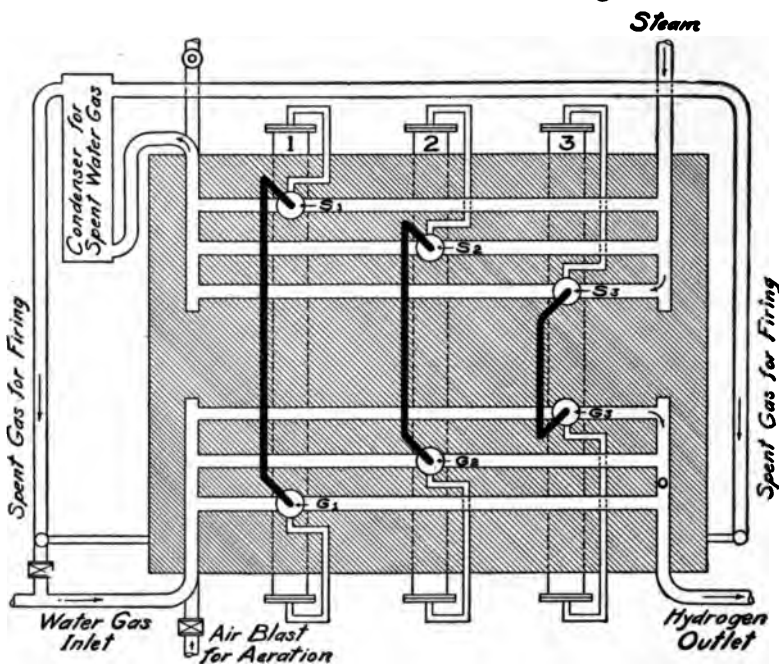 Steam
Condenser for
Spent Water Gas
1
2
3
S1
S2
S3
Spent Gas for Firing
Spent Gas for Firing
G3
G2
G1
Water Gas
Inlet
Air Blast
for Aeration
Hydrogen
Outlet